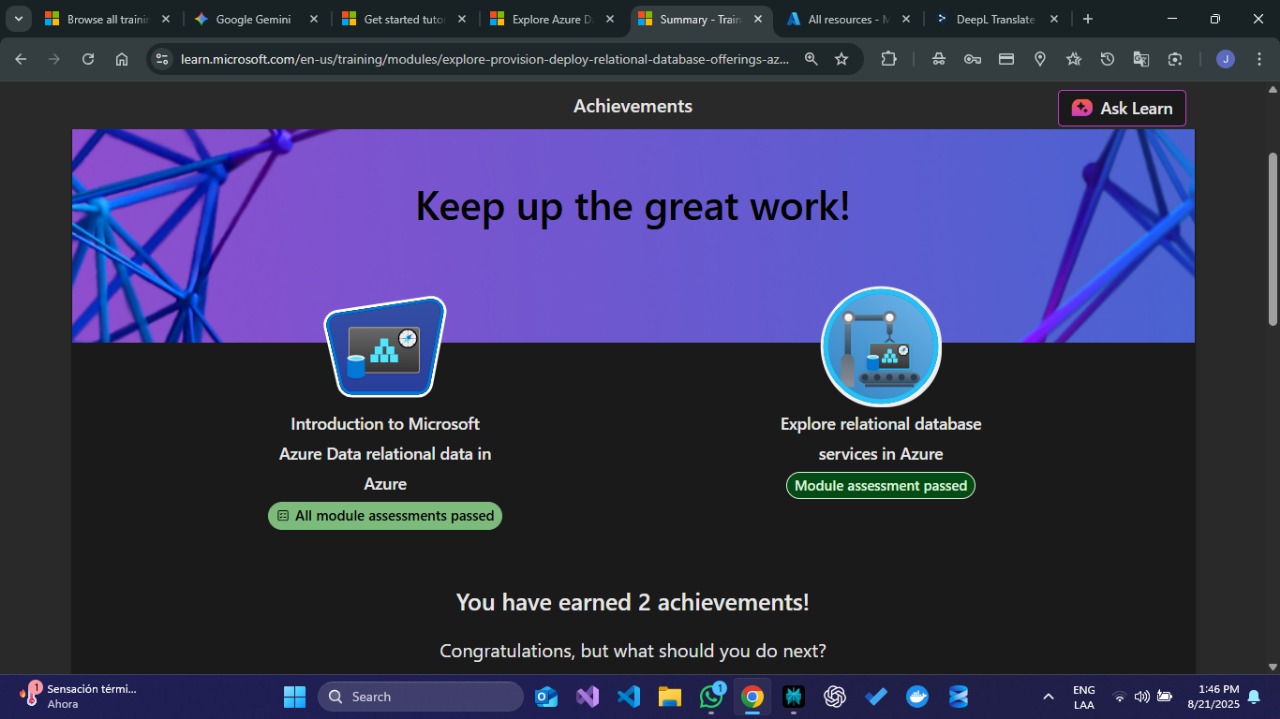 Browse all trainin
Google Gemini
Get started tutor
Explore Azure Da
Summary - Train
All resources - M
DeepL Translate
learn.microsoft.com/en-us/training/modules/explore-provision-deploy-relational-database-offerings-az...
J
Achievements
Ask Learn
Keep up the great work!
Introduction to Microsoft
Azure Data relational data in
Azure
All module assessments passed
Explore relational database
services in Azure
Module assessment passed
You have earned 2 achievements!
Congratulations, but what should you do next?
1
Sensación térmi...
Ahora
Search
1
ENG
LAA
1:46 PM
8/21/2025